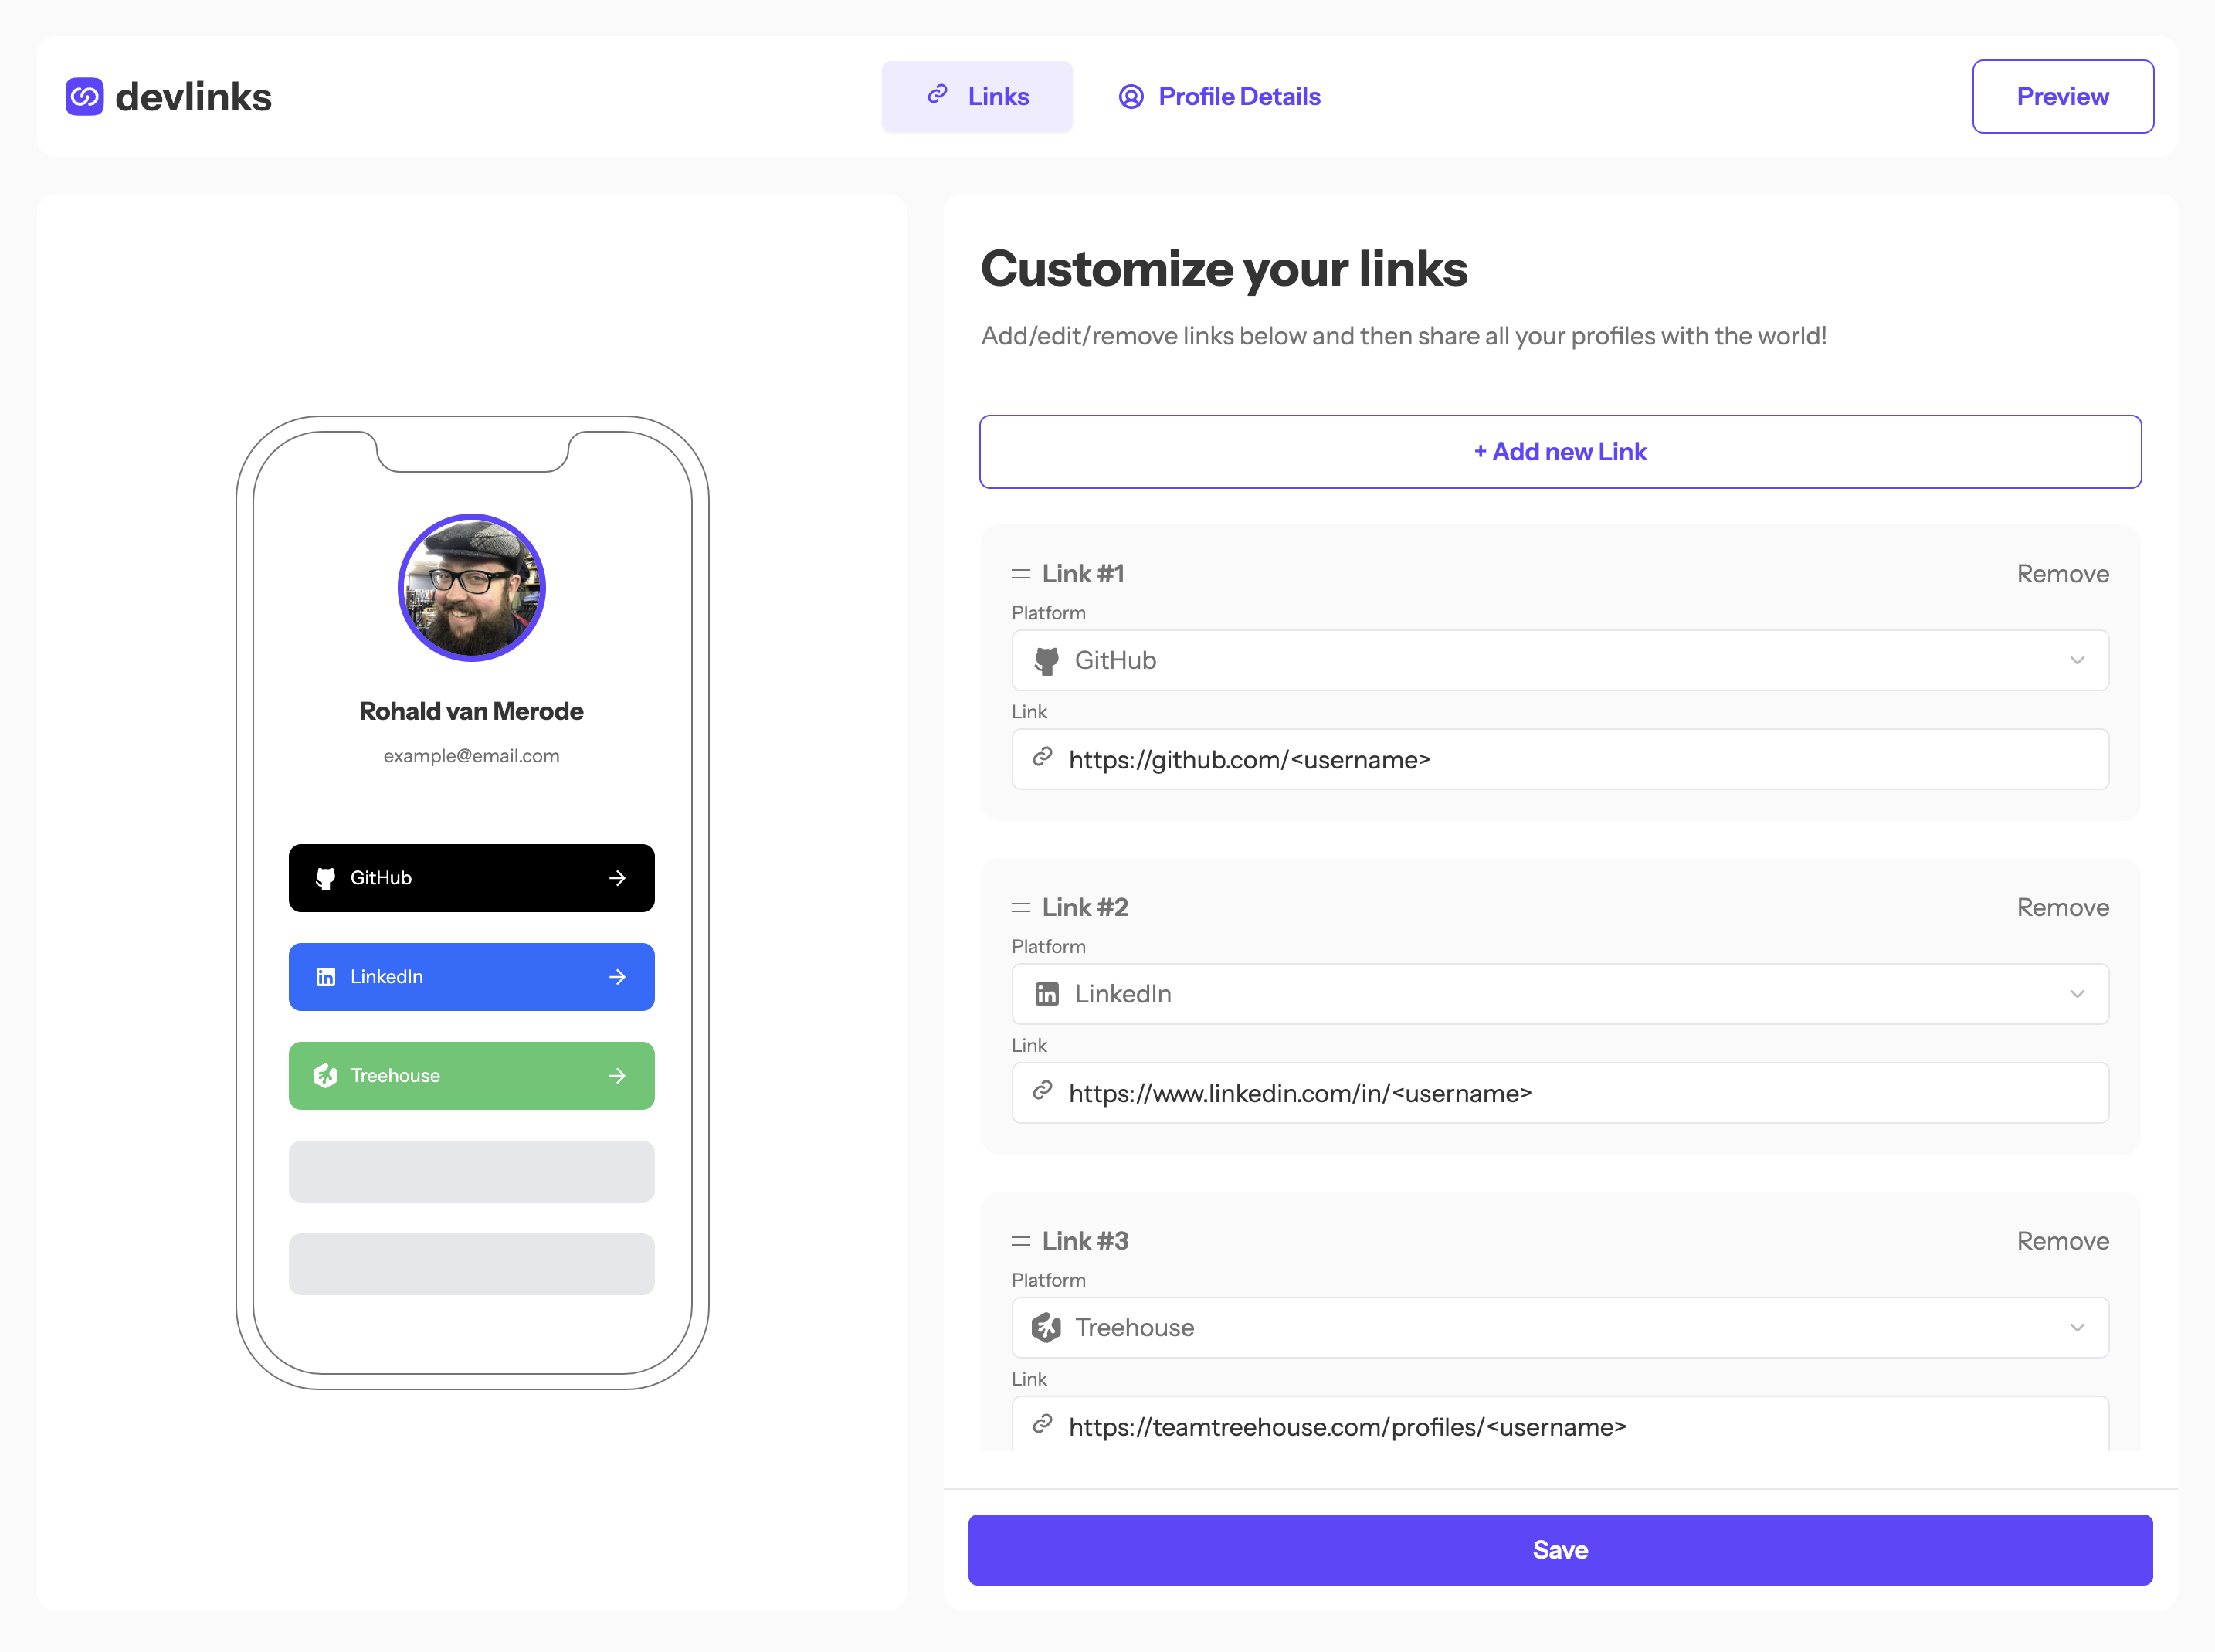 devlinks
Links
Profile Details
Preview
Rohald van Merode
example@email.com
GitHub
LinkedIn
Treehouse
Customize your links
Add/edit/remove links below and then share all your profiles with the world!
+ Add new Link
Link #1
Remove
Platform
GitHub
Link
https://github.com/<username>
Link #2
Remove
Platform
LinkedIn
Link
https://www.linkedin.com/in/<username>
Link #3
Remove
Platform
Treehouse
Link
https://teamtreehouse.com/profiles/<username>
Save